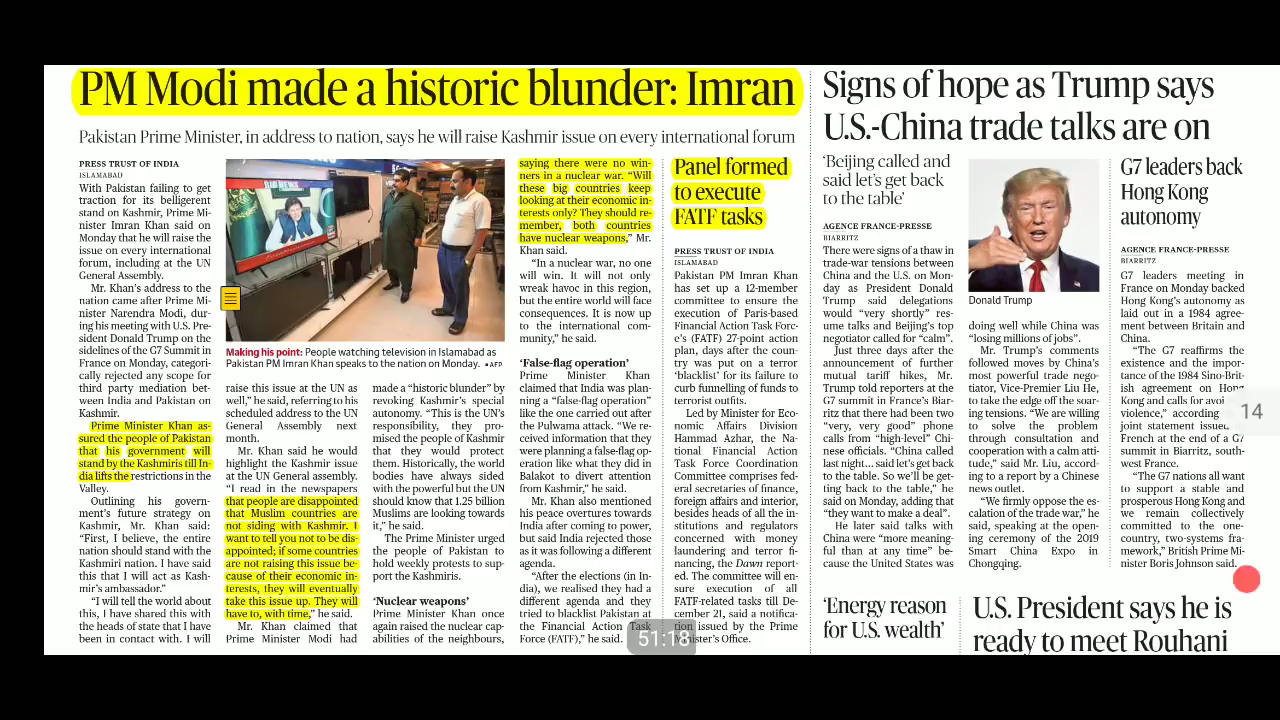 PM Modi made a historic blunder: Imran
Pakistan Prime Minister, in address to nation, says he will raise Kashmir issue on every international forum
PRESS TRUST OF INDIA
ISLAMABAD
With Pakistan failing to get
traction for its belligerent
stand on Kashmir, Prime Mi-
nister Imran Khan said on
Monday that he will raise the
issue on every international
forum, including at the UN
General Assembly.
Mr. Khan's address to the
nation came after Prime Mi-
nister Narendra Modi, dur-
ing his meeting with U.S. Pre-
sident Donald Trump on the
sidelines of the G7 Summit in
France on Monday, categori-
cally rejected any scope for
third party mediation bet-
ween India and Pakistan on
Kashmir.
Prime Minister Khan as-
sured the people of Pakistan
that his government will
stand by the Kashmiris till In-
dia lifts the restrictions in the
Valley.
Outlining his govern-
ment's future strategy on
Kashmir, Mr. Khan said:
“First, I believe, the entire
nation should stand with the
Kashmiri nation. I have said
this that I will act as Kash-
mir's ambassador.”
“I will tell the world about
this, I have shared this with
the heads of state that I have
been in contact with. I will
BIG NEWS
Making his point: People watching television in Islamabad as
Pakistan PM Imran Khan speaks to the nation on Monday. ▪AFP
raise this issue at the UN as
well,” he said, referring to his
scheduled address to the UN
General Assembly next
month.
Mr. Khan said he would
highlight the Kashmir issue
at the UN General assembly.
“I read in the newspapers
that people are disappointed
that Muslim countries are
not siding with Kashmir. I
want to tell you not to be dis-
appointed; if some countries
are not raising this issue be-
cause of their economic in-
terests, they will eventually
take this issue up. They will
have to, with time,” he said.
Mr. Khan claimed that
Prime Minister Modi had
made a “historic blunder” by
revoking Kashmir's special
autonomy. “This is the UN's
responsibility, they pro-
mised the people of Kashmir
that they would protect
them. Historically, the world
bodies have always sided
with the powerful but the UN
should know that 1.25 billion
Muslims are looking towards
it,” he said.
The Prime Minister urged
the people of Pakistan to
hold weekly protests to sup-
port the Kashmiris.
‘Nuclear weapons’
Prime Minister Khan once
again raised the nuclear cap-
abilities of the neighbours,
saying there were no win-
ners in a nuclear war. “Will
these big countries keep
looking at their economic in-
terests only? They should re-
member, both countries
have nuclear weapons,” Mr.
Khan said.
“In a nuclear war, no one
will win. It will not only
wreak havoc in this region,
but the entire world will face
consequences. It is now up
to the international com-
munity,” he said.
‘False-flag operation’
Prime Minister Khan
claimed that India was plan-
ning a “false-flag operation”
like the one carried out after
the Pulwama attack. “We re-
ceived information that they
were planning a false-flag op-
eration like what they did in
Balakot to divert attention
from Kashmir,” he said.
Mr. Khan also mentioned
his peace overtures towards
India after coming to power,
but said India rejected those
as it was following a different
agenda.
“After the elections (in In-
dia), we realised they had a
different agenda and they
tried to blacklist Pakistan at
the Financial Action Task
Force (FATF),” he said.
Panel formed
to execute
FATF tasks
PRESS TRUST OF INDIA
ISLAMABAD
Pakistan PM Imran Khan
has set up a 12-member
committee to ensure the
execution of Paris-based
Financial Action Task Forc-
e's (FATF) 27-point action
plan, days after the coun-
try was put on a terror
‘blacklist’ for its failure to
curb funnelling of funds to
terrorist outfits.
Led by Minister for Eco-
nomic Affairs Division
Hammad Azhar, the Na-
tional Financial Action
Task Force Coordination
Committee comprises fed-
eral secretaries of finance,
foreign affairs and interior,
besides heads of all the in-
stitutions and regulators
concerned with money
laundering and terror fi-
nancing, the Dawn report-
ed. The committee will en-
sure execution of all
FATF-related tasks till De-
cember 21, said a notifica-
tion issued by the Prime
Minister's Office.
Signs of hope as Trump says
U.S.-China trade talks are on
‘Beijing called and
said let's get back
to the table’
AGENCE FRANCE-PRESSE
BIARRITZ
There were signs of a thaw in
trade-war tensions between
China and the U.S. on Mon-
day as President Donald
Trump said delegations
would “very shortly” res-
ume talks and Beijing's top
negotiator called for “calm”.
Just three days after the
announcement of further
mutual tariff hikes, Mr.
Trump told reporters at the
G7 summit in France's Biar-
ritz that there had been two
“very, very good” phone
calls from “high-level” Chi-
nese officials. “China called
last night... said let's get back
to the table. So we'll be get-
ting back to the table,” he
said on Monday, adding that
“they want to make a deal”.
He later said talks with
China were “more meaning-
ful than at any time” be-
cause the United States was
Donald Trump
doing well while China was
“losing millions of jobs”.
Mr. Trump's comments
followed moves by China's
most powerful trade nego-
tiator, Vice-Premier Liu He,
to take the edge off the soar-
ing tensions. “We are willing
to solve the problem
through consultation and
cooperation with a calm atti-
tude,” said Mr. Liu, accord-
ing to a report by a Chinese
news outlet.
“We firmly oppose the es-
calation of the trade war,” he
said, speaking at the open-
ing ceremony of the 2019
Smart China Expo in
Chongqing.
G7 leaders back
Hong Kong
autonomy
AGENCE FRANCE-PRESSE
BIARRITZ
G7 leaders meeting in
France on Monday backed
Hong Kong's autonomy as
laid out in a 1984 agree-
ment between Britain and
China.
“The G7 reaffirms the
existence and the impor-
tance of the 1984 Sino-Brit-
ish agreement on Hong
Kong and calls for avoi
violence,” according
joint statement issued
French at the end of a G7
summit in Biarritz, south-
west France.
“The G7 nations all want
to support a stable and
prosperous Hong Kong and
we remain collectively
committed to the one-
country, two-systems fra-
mework,” British Prime Mi-
nister Boris Johnson said.
‘Energy reason
for U.S. wealth’
U.S. President says he is
ready to meet Rouhani
14
51:18